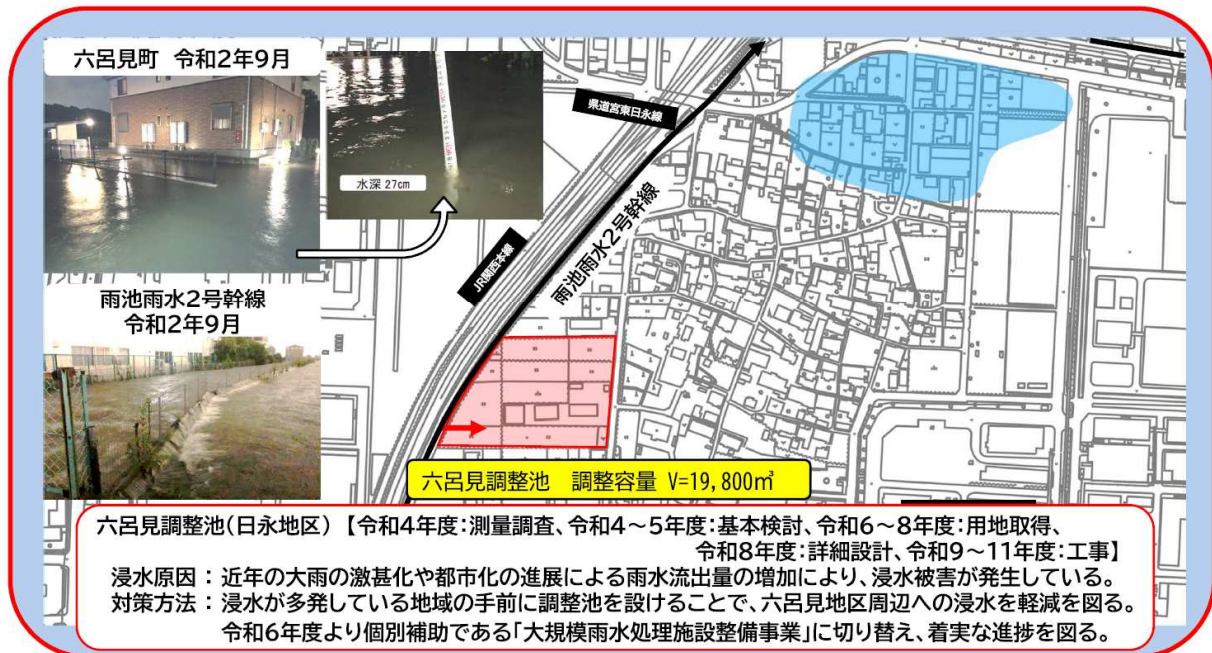 六呂見町 令和2年9月
水深 27cm
雨池雨水2号幹線
令和2年9月
県道宮東日永線
JR関西本線
雨池雨水2号幹線
六呂見調整池 調整容量 V=19,800㎥
六呂見調整池(日永地区) 【令和4年度:測量調査、令和4～5年度:基本検討、令和6～8年度:用地取得、
令和8年度:詳細設計、令和9～11年度:工事】
浸水原因 : 近年の大雨の激甚化や都市化の進展による雨水流出量の増加により、浸水被害が発生している。
対策方法 : 浸水が多発している地域の手前に調整池を設けることで、六呂見地区周辺への浸水を軽減を図る。
令和6年度より個別補助である「大規模雨水処理施設整備事業」に切り替え、着実な進捗を図る。